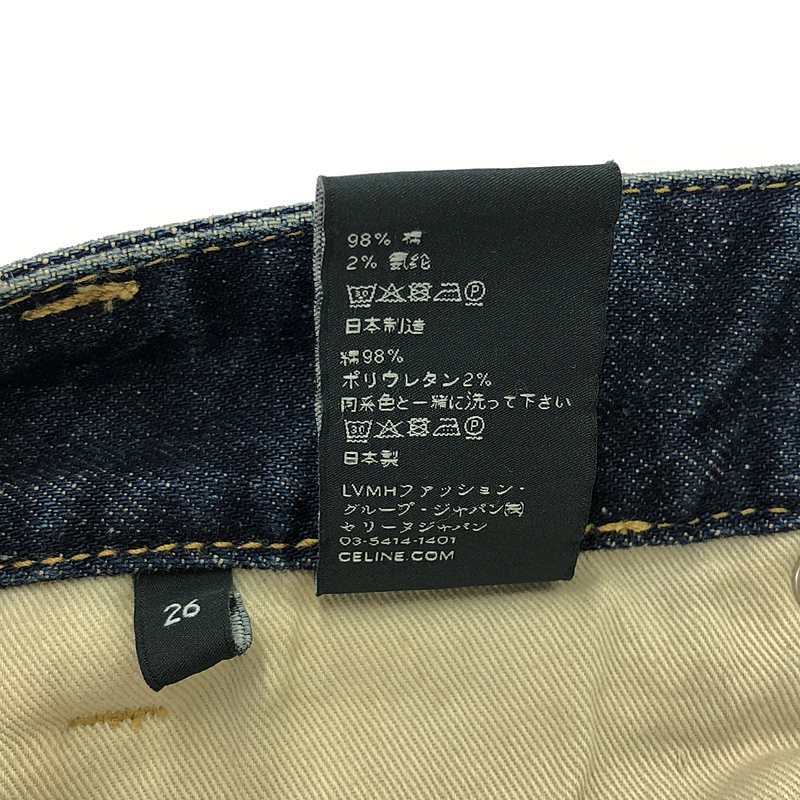 98% 棉
2% 氨纶
30 P
日本制造
綿98%
ポリウレタン2%
同系色と一緒に洗って下さい
30 P
日本製
LVMHファッション・
グループ・ジャパン㈱
セリーヌジャパン
03-5414-1401
CELINE.COM
26